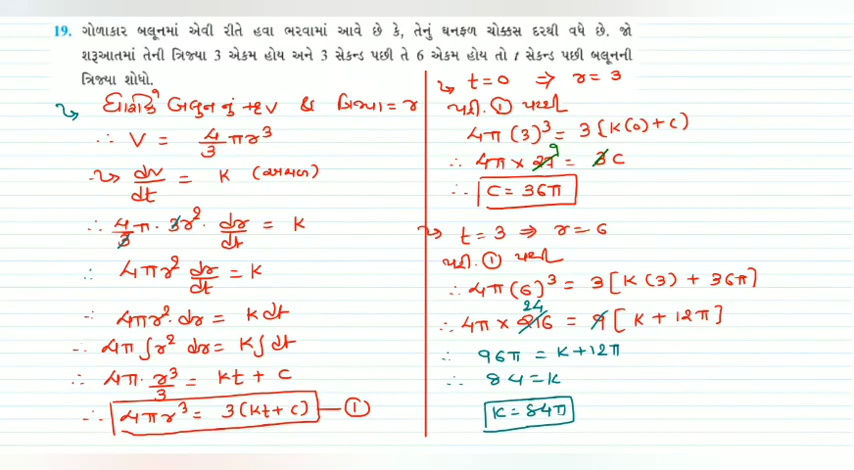 19. ગોળાકાર બલૂનમાં એવી રીતે હવા ભરવામાં આવે છે કે, તેનું ઘનફળ ચોક્કસ દરથી વધે છે. જો
શરૂઆતમાં તેની ત્રિજ્યા 3 એકમ હોય અને 3 સેકન્ડ પછી તે 6 એકમ હોય તો t સેકન્ડ પછી બલૂનની
ત્રિજ્યા શોધો.
ધારોકે બલુનનું ઘફv & ત્રિજ્યા = r
∴ V = 4/3 πr³
dv/dt = K (અચળ)
∴ 4/3 π · 3r² · dr/dt = K
∴ 4πr² dr/dt = K
∴ 4πr² · dr = K dt
∴ 4π ∫ r² dr = K ∫ dt
∴ 4π · r³/3 = Kt + C
∴ 4πr³ = 3(Kt + C) — ①
t = 0 ⇒ r = 3
પરી. ① પરથી
4π (3)³ = 3 {K(0) + C}
∴ 4π × 27 9 = 3C
∴ C = 36π
t = 3 ⇒ r = 6
પરી. ① પરથી
∴ 4π (6)³ = 3 [K (3) + 36π]
∴ 4π × 216 24 = 9 [K + 12π]
∴ 96π = K + 12π
∴ 84 = K
K = 84π